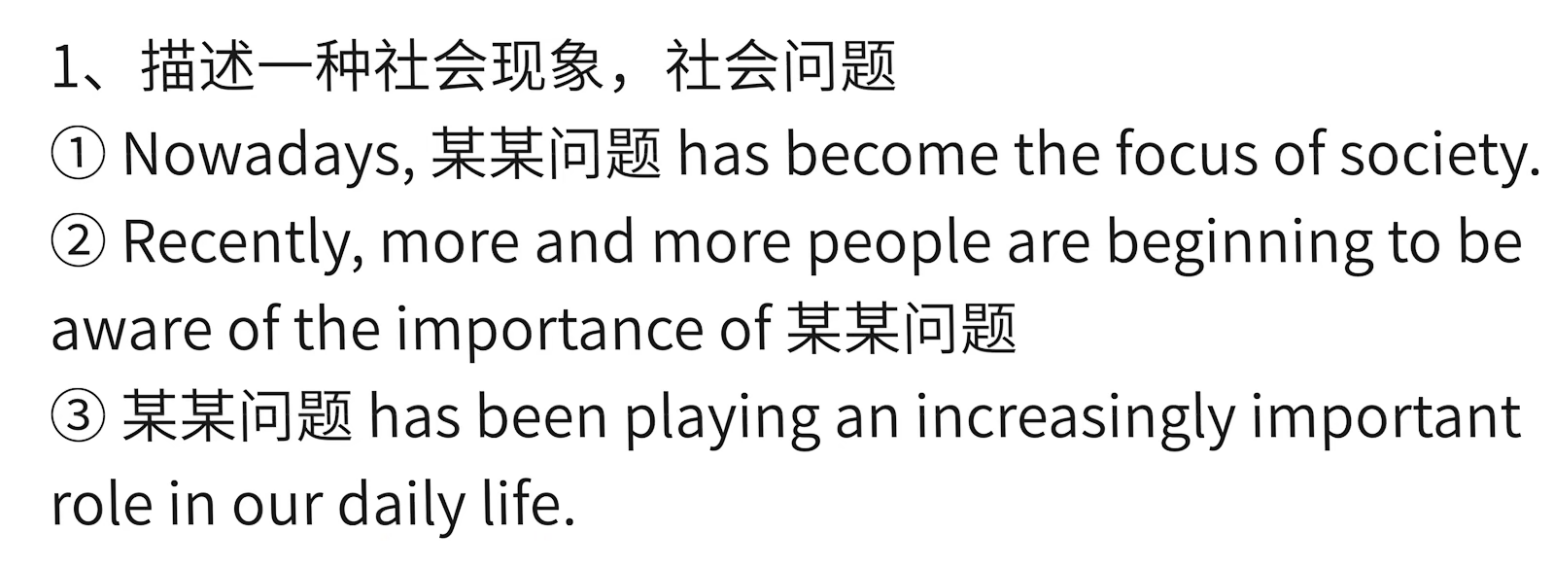 1、描述一种社会现象，社会问题
① Nowadays, 某某问题 has become the focus of society.
② Recently, more and more people are beginning to be
aware of the importance of 某某问题
③ 某某问题 has been playing an increasingly important
role in our daily life.